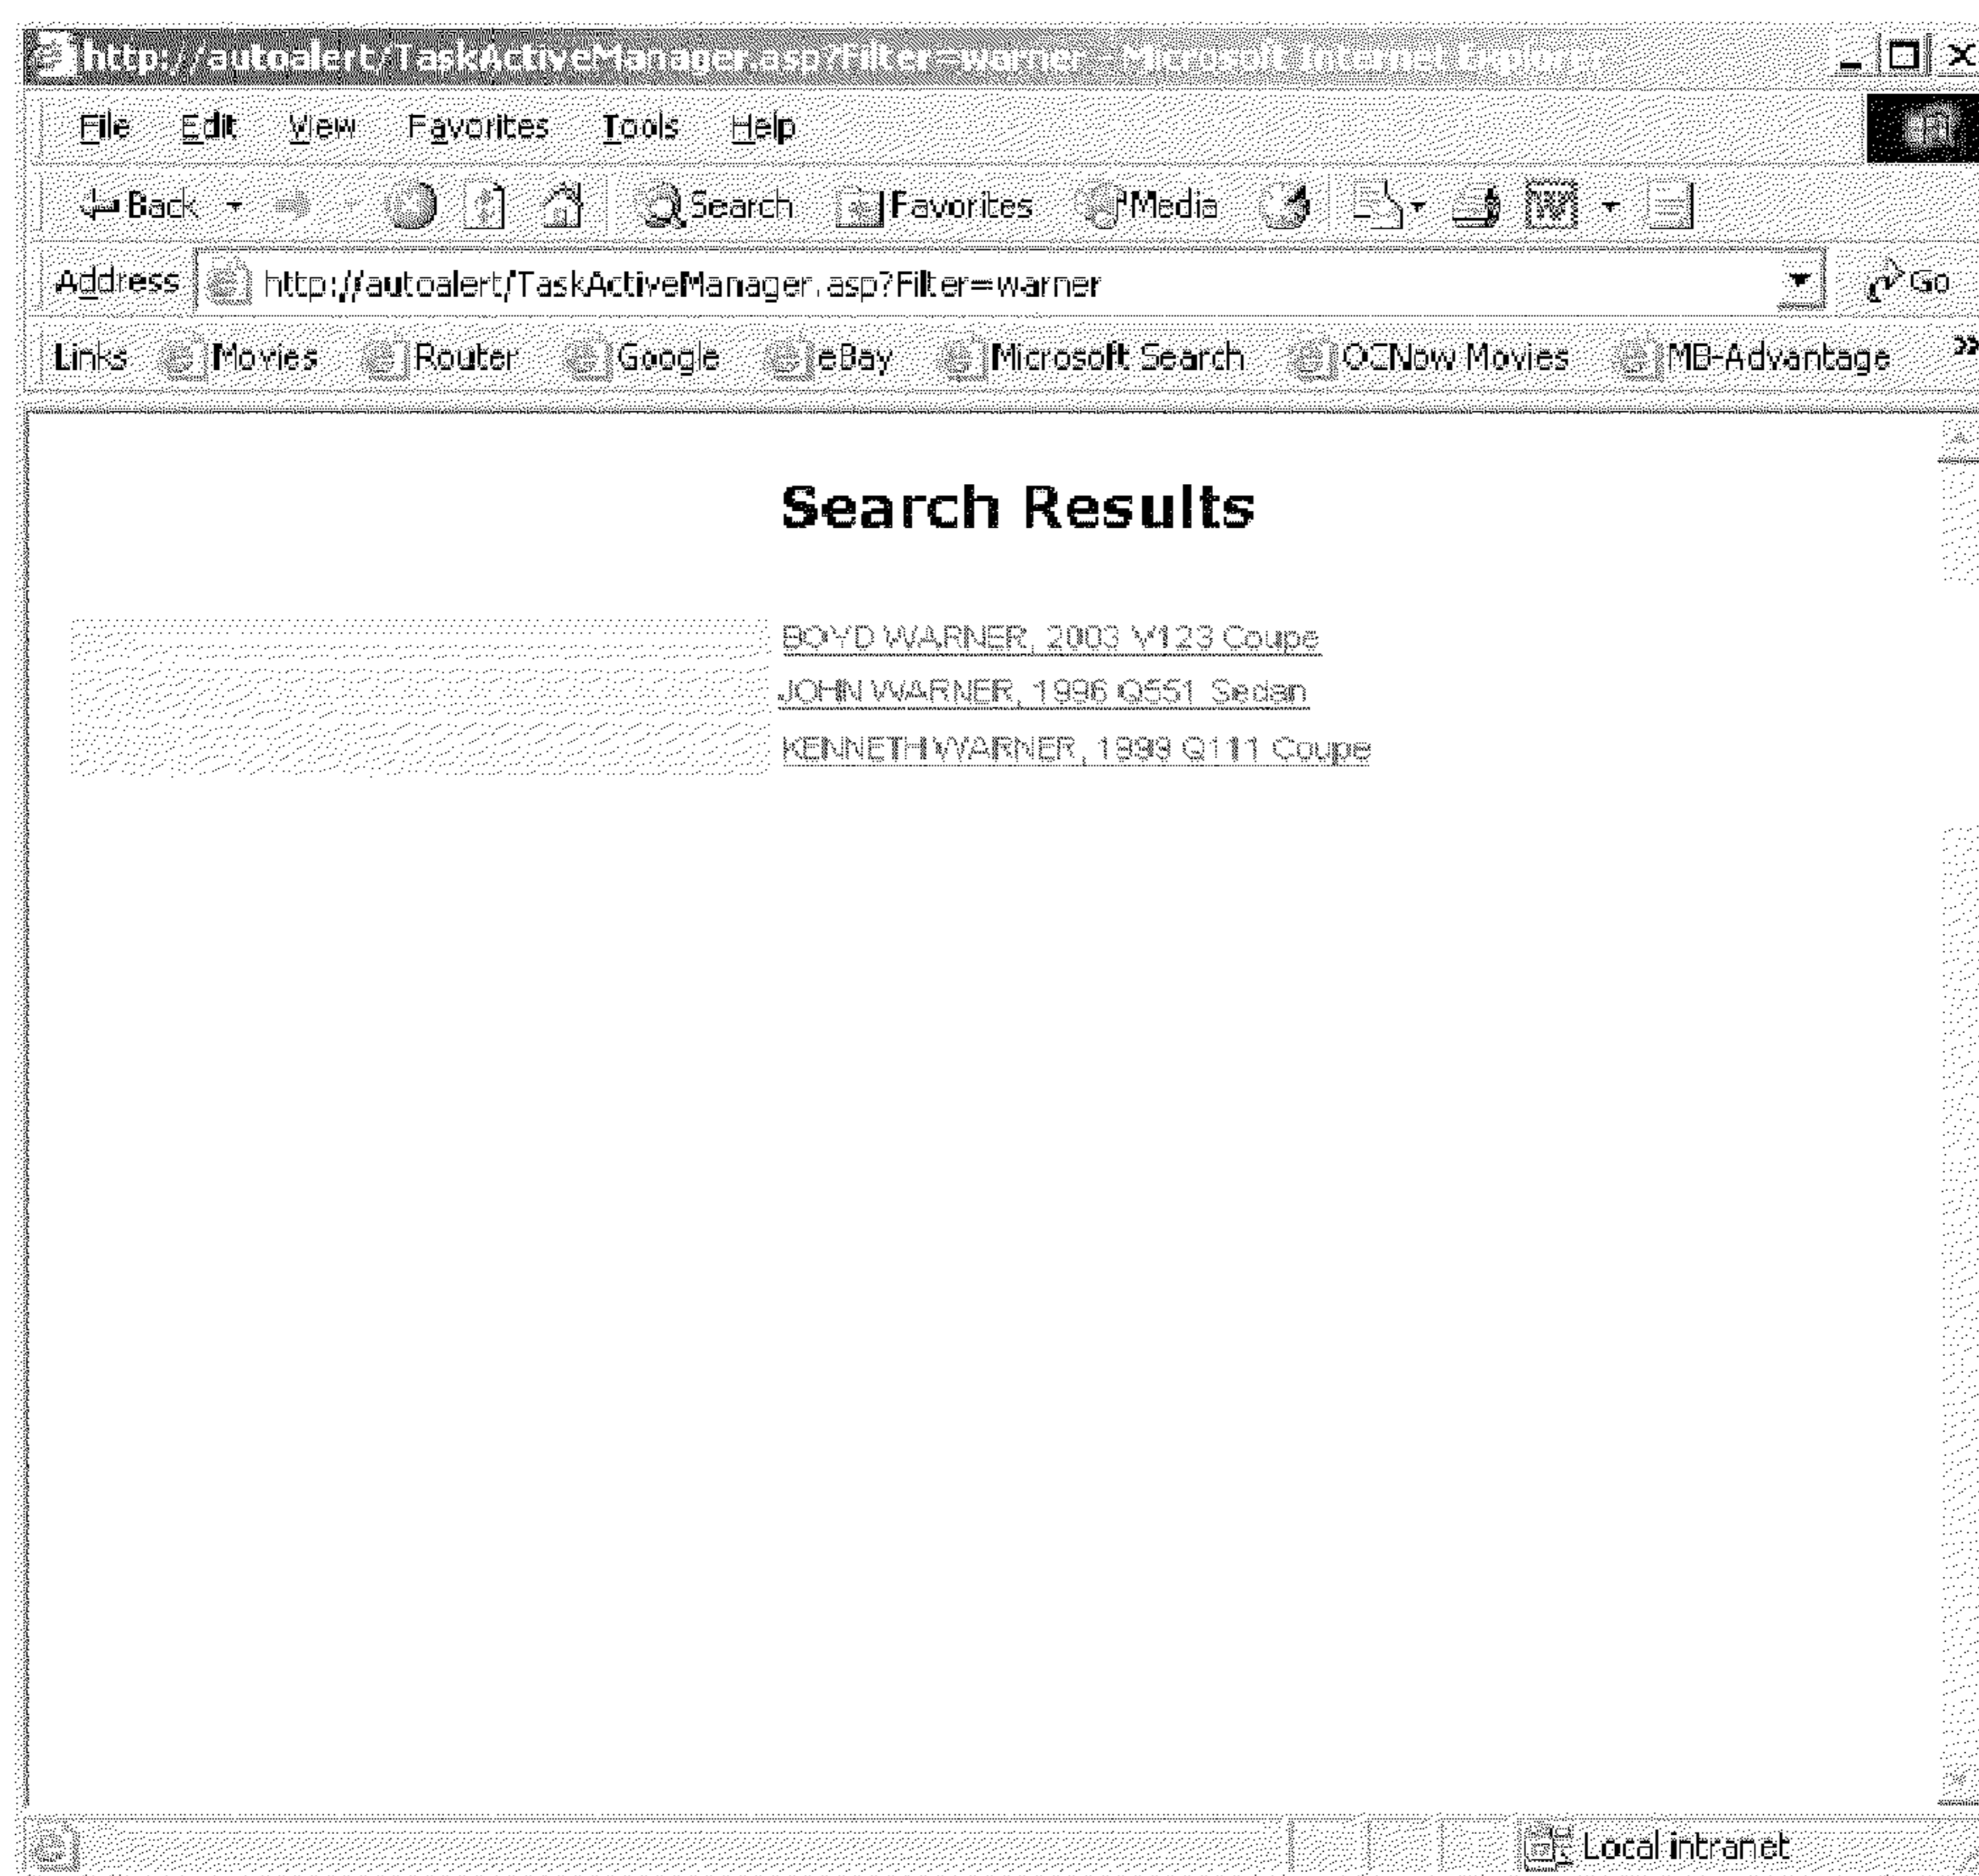 http://autoalert/TaskActiveManager.asp?Filter=warner - Microsoft Internet Explorer
File Edit View Favorites Tools Help
Back Search Favorites Media
Address http://autoalert/TaskActiveManager.asp?Filter=warner Go
Links Movies Router Google eBay Microsoft Search OCNow Movies MB-Advantage »
Search Results
BOYD WARNER, 2003 V123 Coupe
JOHN WARNER, 1996 Q551 Sedan
KENNETH WARNER, 1999 Q111 Coupe
Local intranet